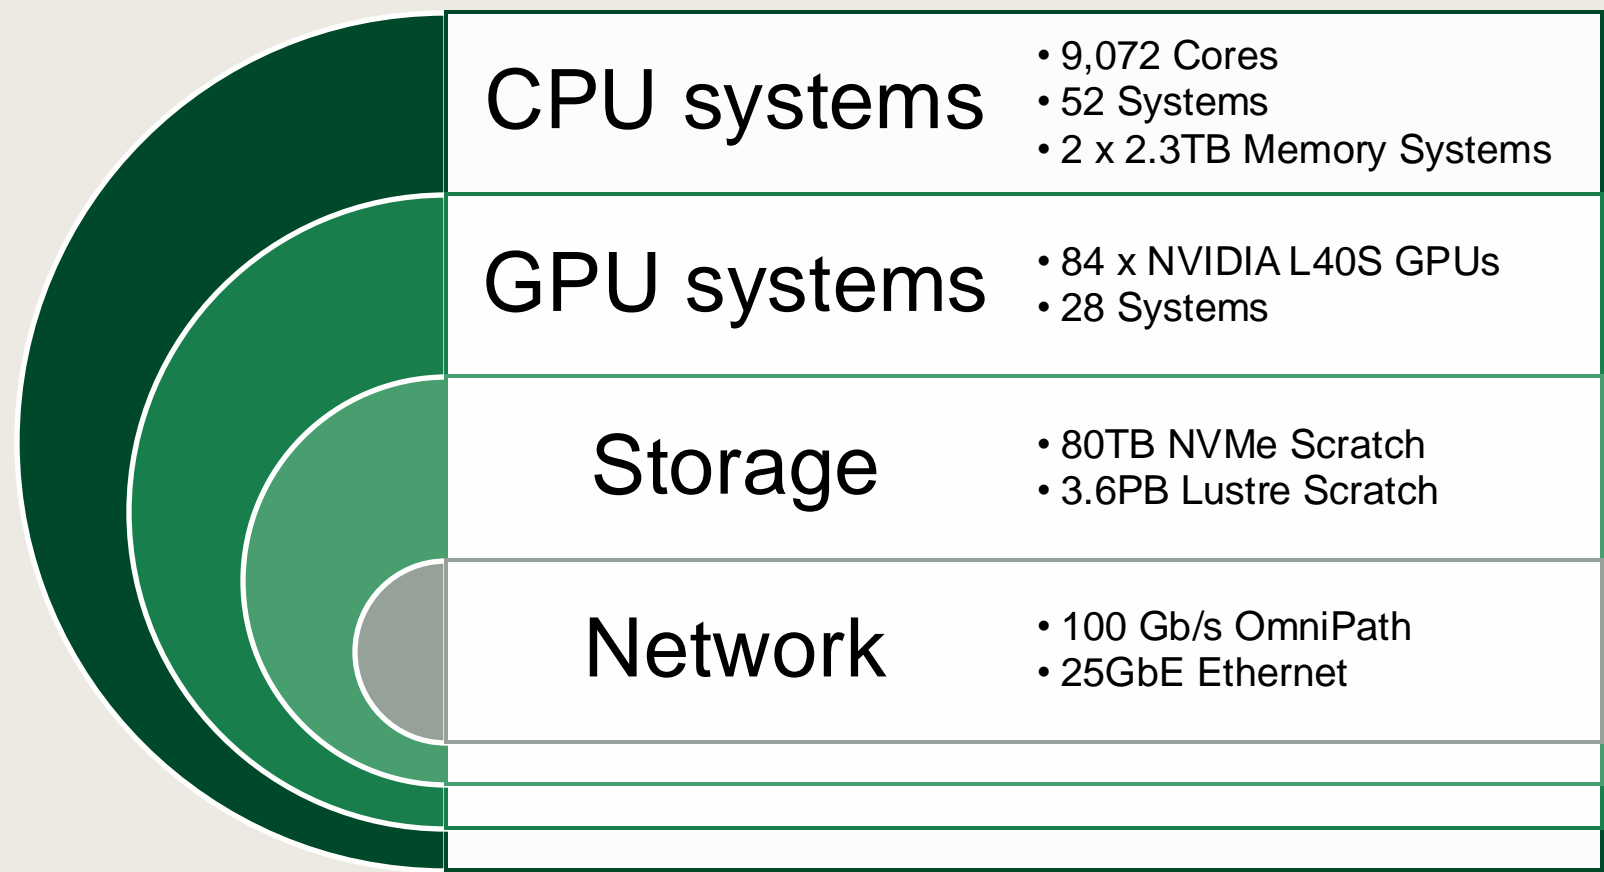 CPU systems
• 9,072 Cores
• 52 Systems
• 2 x 2.3TB Memory Systems
GPU systems
• 84 x NVIDIA L40S GPUs
• 28 Systems
Storage
• 80TB NVMe Scratch
• 3.6PB Lustre Scratch
Network
• 100 Gb/s OmniPath
• 25GbE Ethernet